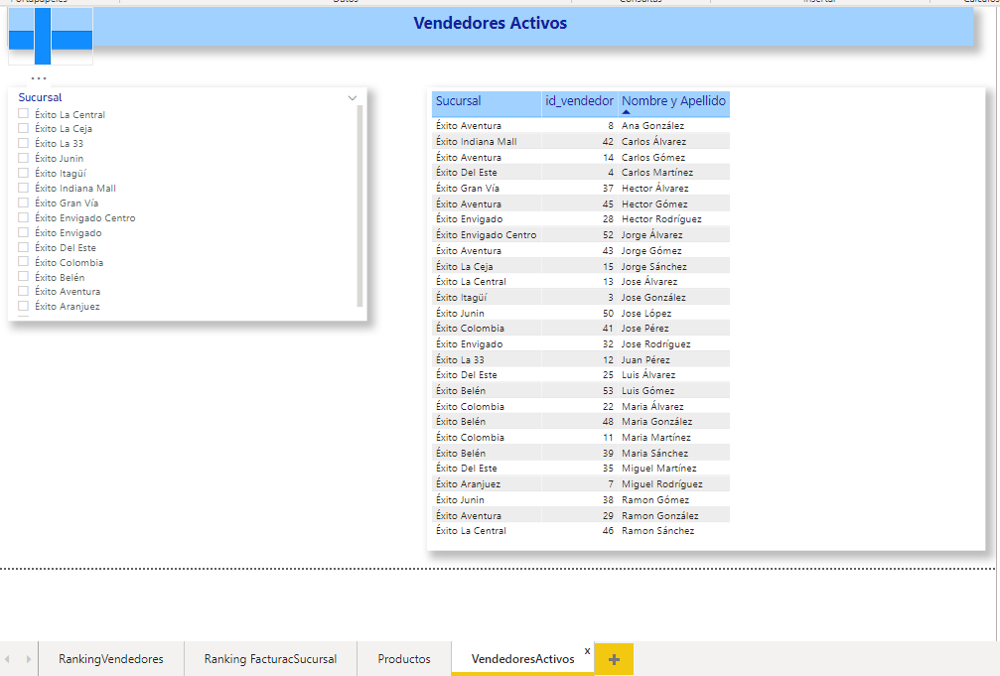 Portapapeles Datos Consultas Insertar Cálculos
Vendedores Activos
Sucursal
Éxito La Central
Éxito La Ceja
Éxito La 33
Éxito Junin
Éxito Itagüí
Éxito Indiana Mall
Éxito Gran Vía
Éxito Envigado Centro
Éxito Envigado
Éxito Del Este
Éxito Colombia
Éxito Belén
Éxito Aventura
Éxito Aranjuez
Sucursal id_vendedor Nombre y Apellido
Éxito Aventura 8 Ana González
Éxito Indiana Mall 42 Carlos Álvarez
Éxito Aventura 14 Carlos Gómez
Éxito Del Este 4 Carlos Martínez
Éxito Gran Vía 37 Hector Álvarez
Éxito Aventura 45 Hector Gómez
Éxito Envigado 28 Hector Rodríguez
Éxito Envigado Centro 52 Jorge Álvarez
Éxito Aventura 43 Jorge Gómez
Éxito La Ceja 15 Jorge Sánchez
Éxito La Central 13 Jose Álvarez
Éxito Itagüí 3 Jose González
Éxito Junin 50 Jose López
Éxito Colombia 41 Jose Pérez
Éxito Envigado 32 Jose Rodríguez
Éxito La 33 12 Juan Pérez
Éxito Del Este 25 Luis Álvarez
Éxito Belén 53 Luis Gómez
Éxito Colombia 22 Maria Álvarez
Éxito Belén 48 Maria González
Éxito Colombia 11 Maria Martínez
Éxito Belén 39 Maria Sánchez
Éxito Del Este 35 Miguel Martínez
Éxito Aranjuez 7 Miguel Rodríguez
Éxito Junin 38 Ramon Gómez
Éxito Aventura 29 Ramon González
Éxito La Central 46 Ramon Sánchez
RankingVendedores Ranking FacturacSucursal Productos VendedoresActivos x